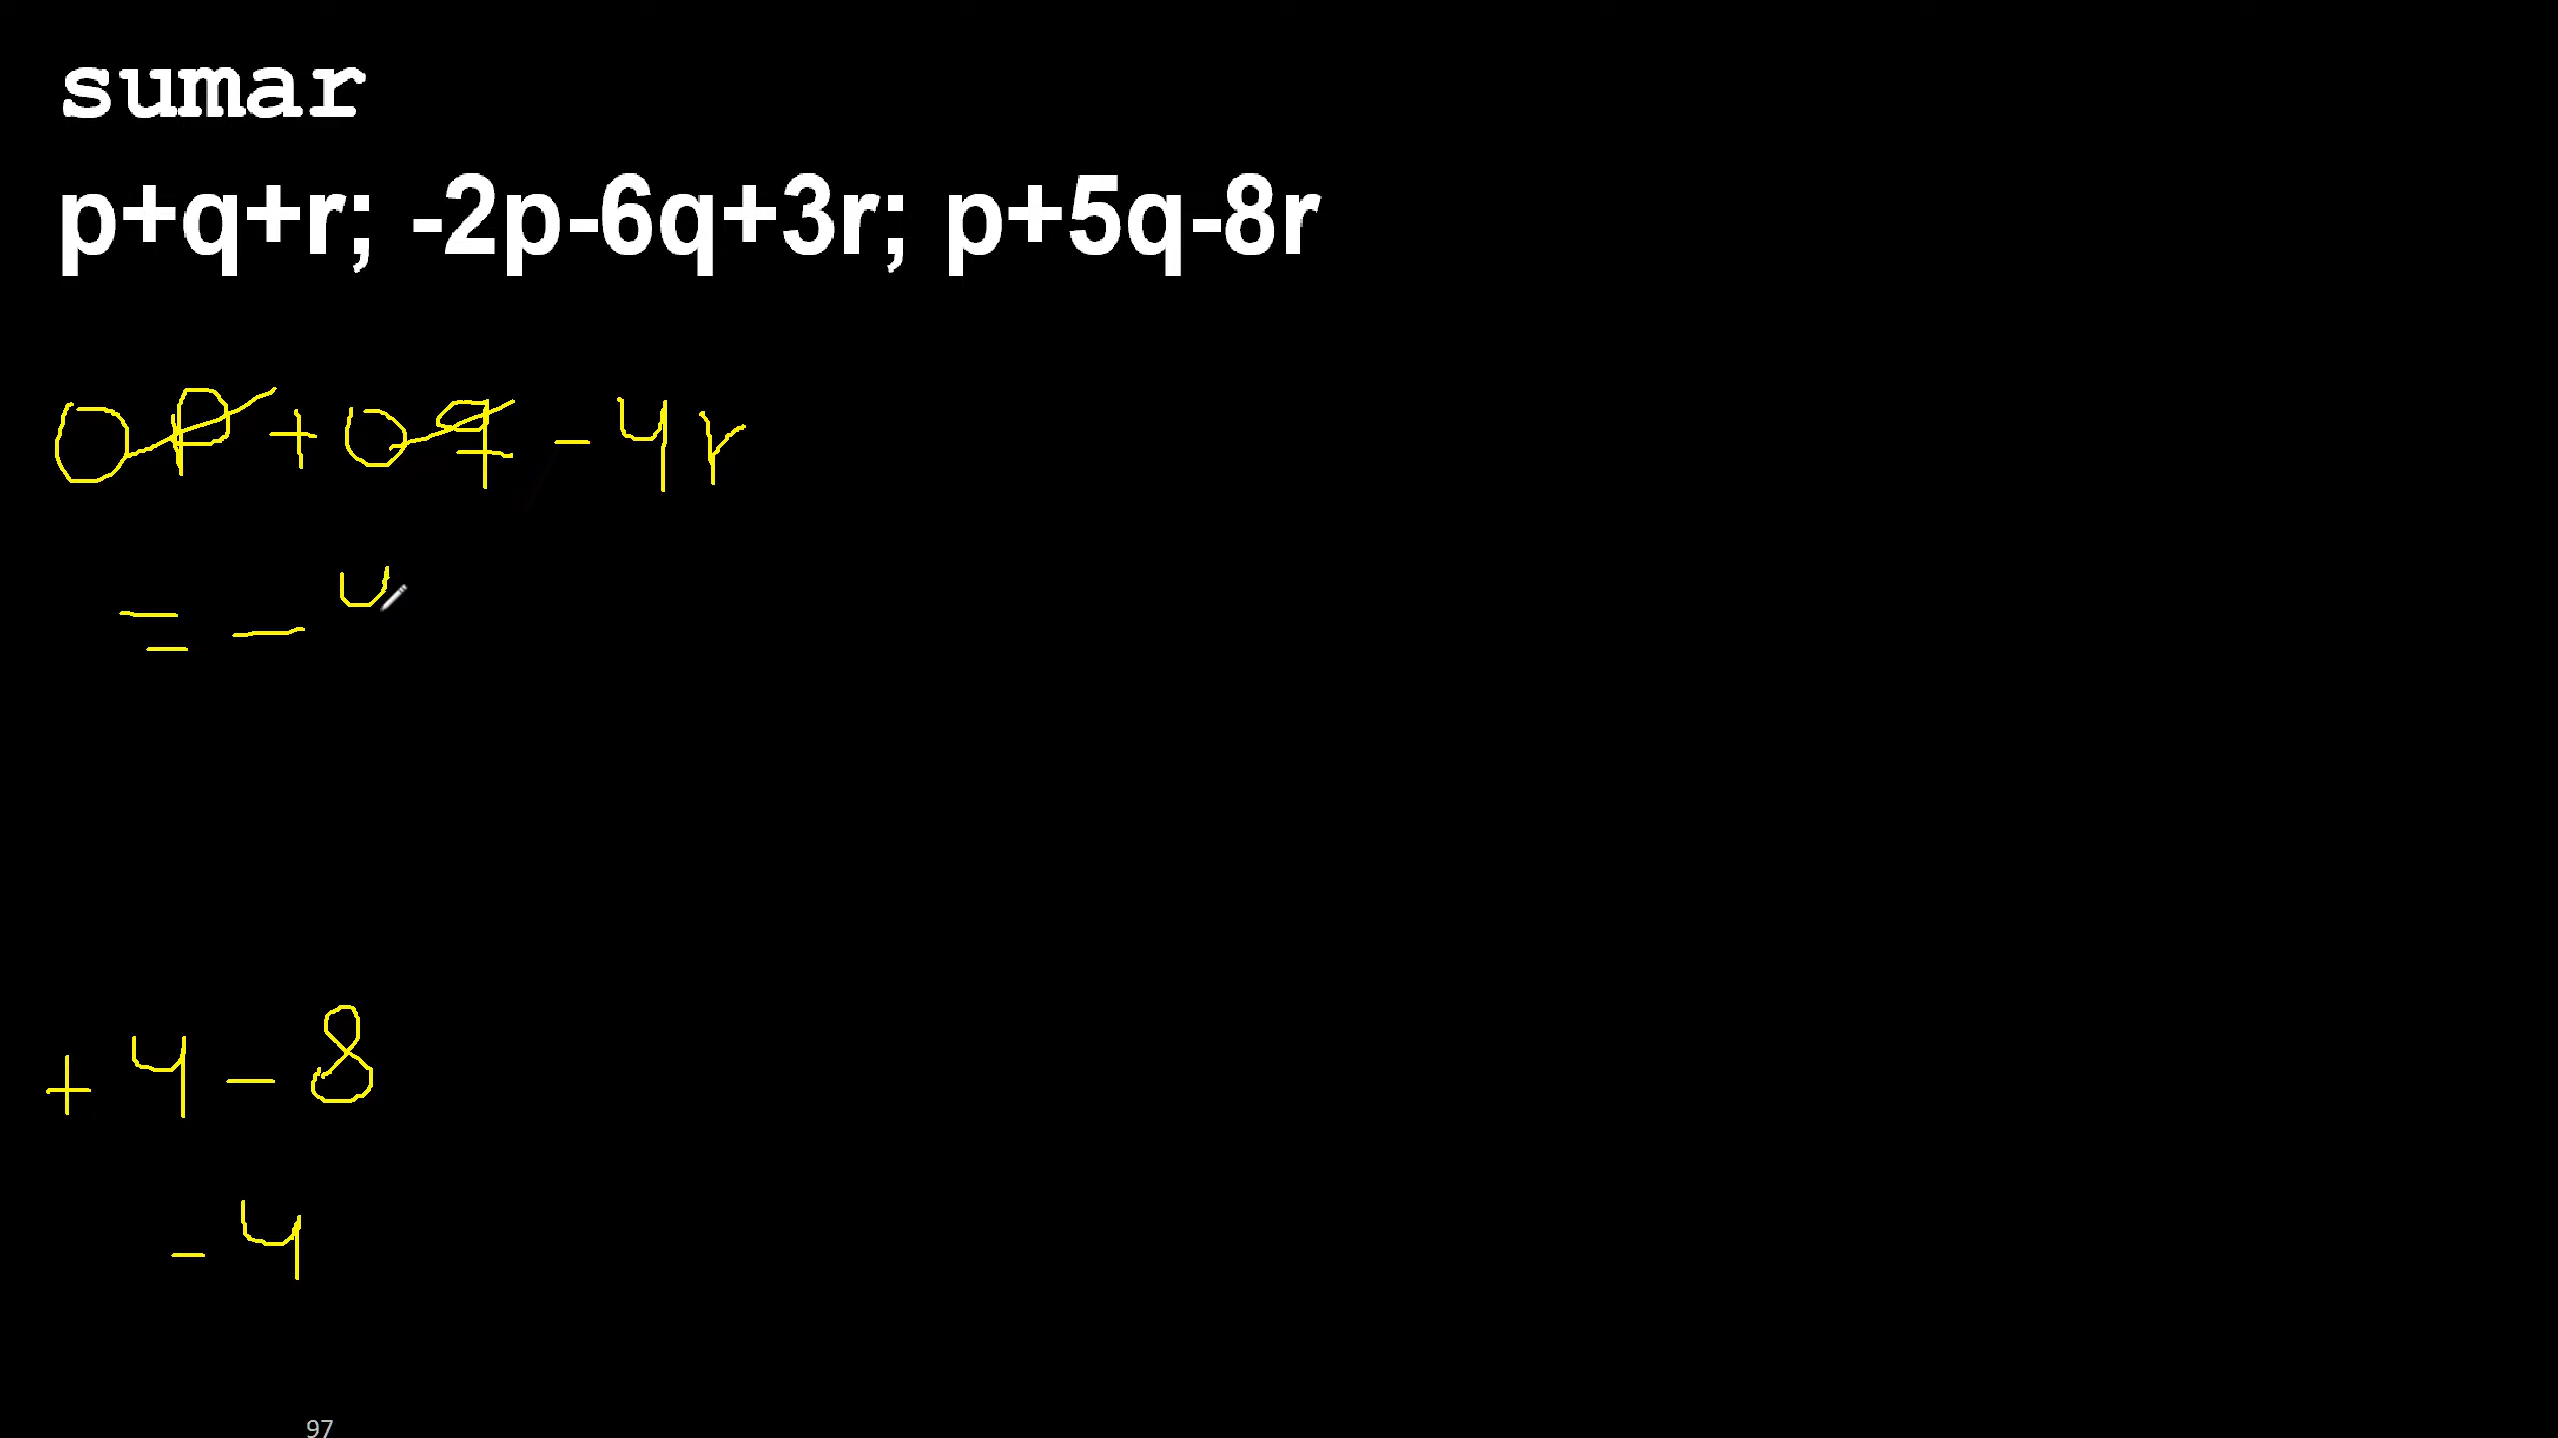 sumar
p+q+r; -2p-6q+3r; p+5q-8r
0p+0q-4r
= -
+4-8
-4
97